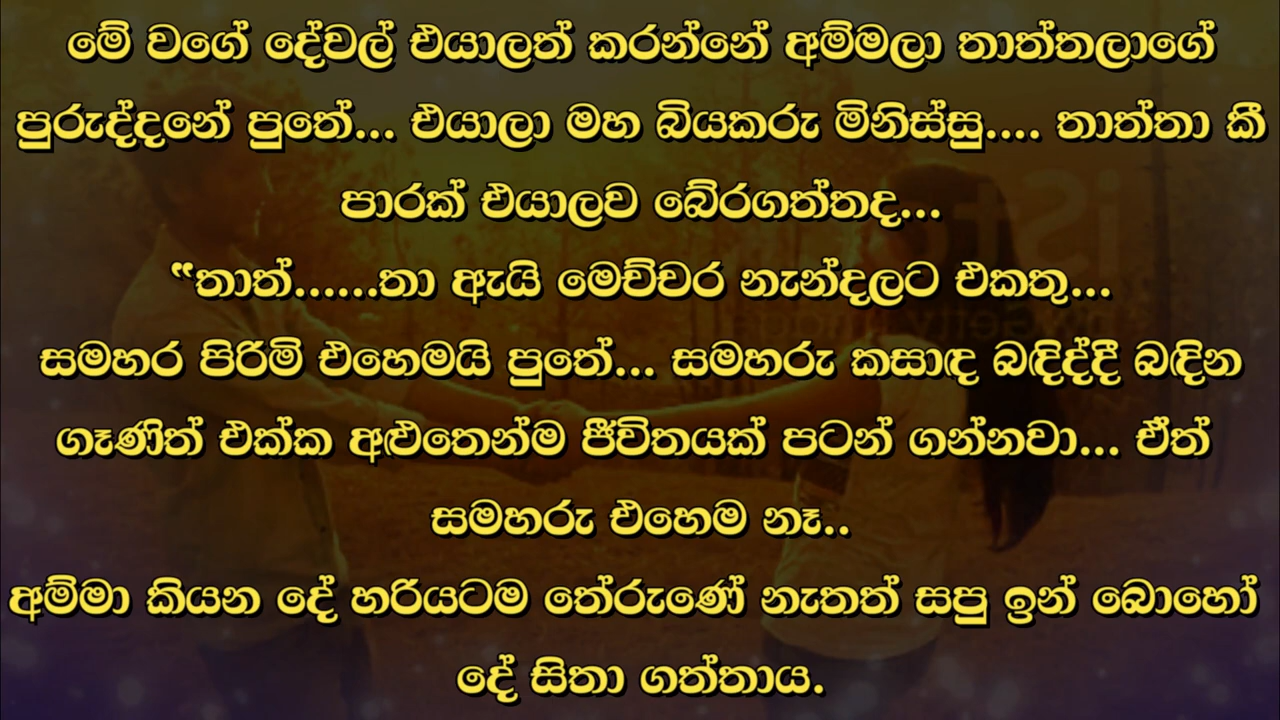 මේ වගේ දේවල් එයාලත් කරන්නේ අම්මලා තාත්තලාගේ
පුරුද්දනේ පුතේ... එයාලා මහ බියකරු මිනිස්සු.... තාත්තා කී
පාරක් එයාලව බේරගත්තද...
“තාත්......තා ඇයි මෙච්චර නැන්දලට එකතු...
සමහර පිරිමි එහෙමයි පුතේ... සමහරු කසාඳ බඳිද්දී බඳින
ගෑණිත් එක්ක අළුතෙන්ම ජීවිතයක් පටන් ගන්නවා... ඒත්
සමහරු එහෙම නෑ..
අම්මා කියන දේ හරියටම තේරුණේ නැතත් සපු ඉන් බොහෝ
දේ සිතා ගත්තාය.